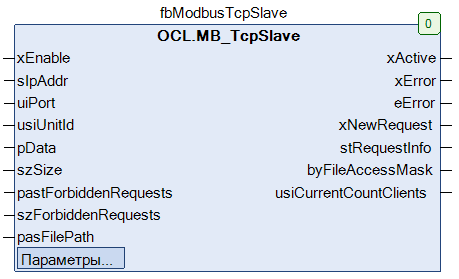 fbModbusTcpSlave
0
OCL.MB_TcpSlave
xEnable xActive
sIpAddr xError
uiPort eError
usiUnitId xNewRequest
pData stRequestInfo
szSize byFileAccessMask
pastForbiddenRequests usiCurrentCountClients
szForbiddenRequests
pasFilePath
Параметры...